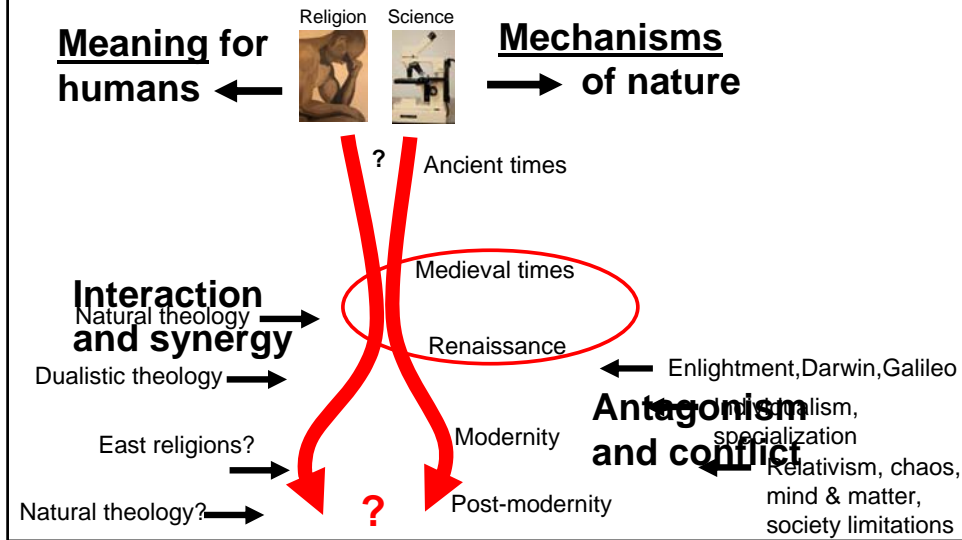 Religion
Science
Meaning for
humans
Mechanisms
of nature
?
Ancient times
Medieval times
Interaction
and synergy
Natural theology
Renaissance
Dualistic theology
Enlightment,Darwin,Galileo
Antagonism
and conflict
Individualism,
specialization
East religions?
Modernity
Relativism, chaos,
mind & matter,
society limitations
Natural theology?
?
Post-modernity